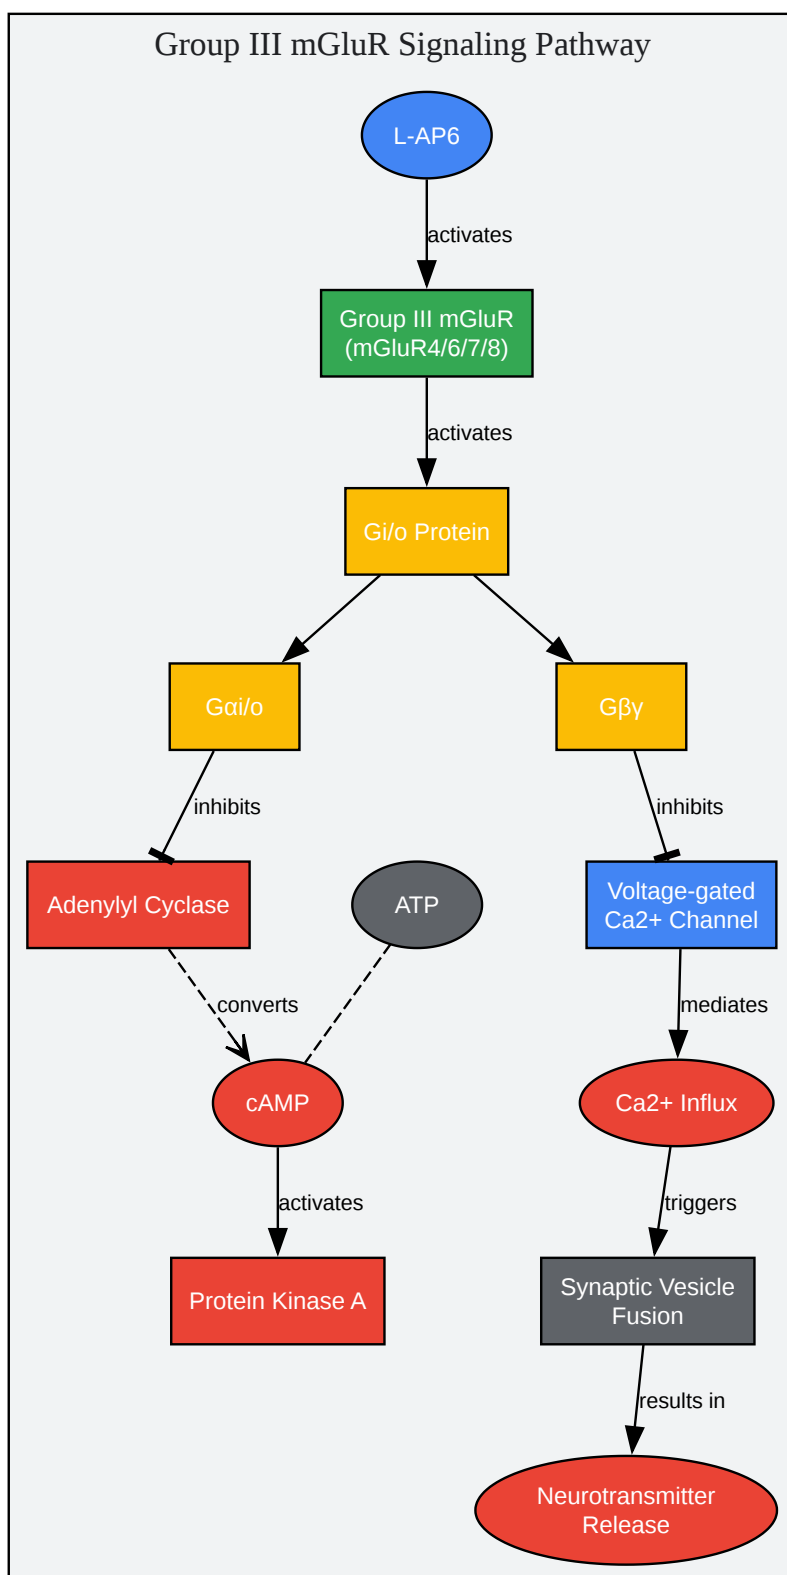 Group III mGluR Signaling Pathway
L-AP6
activates
Group III mGluR
(mGluR4/6/7/8)
activates
Gi/o Protein
Gαi/o
Gβγ
inhibits
inhibits
Adenylyl Cyclase
ATP
Voltage-gated
Ca2+ Channel
converts
mediates
cAMP
Ca2+ Influx
activates
triggers
Protein Kinase A
Synaptic Vesicle
Fusion
results in
Neurotransmitter
Release